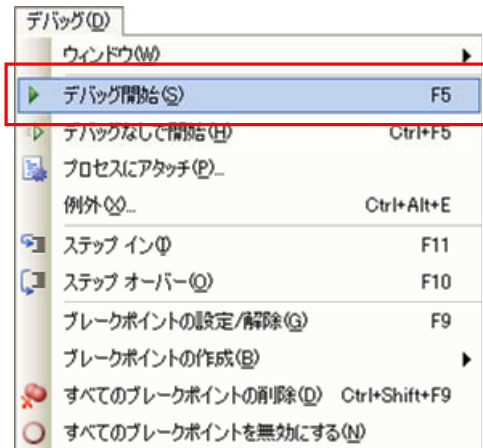 デバッグ(D)
ウィンドウ(W)
デバッグ開始(S) F5
デバッグなしで開始(H) Ctrl+F5
プロセスにアタッチ(P)...
例外(X)... Ctrl+Alt+E
ステップ イン(I) F11
ステップ オーバー(O) F10
ブレークポイントの設定/解除(G) F9
ブレークポイントの作成(B)
すべてのブレークポイントの削除(D) Ctrl+Shift+F9
すべてのブレークポイントを無効にする(N)